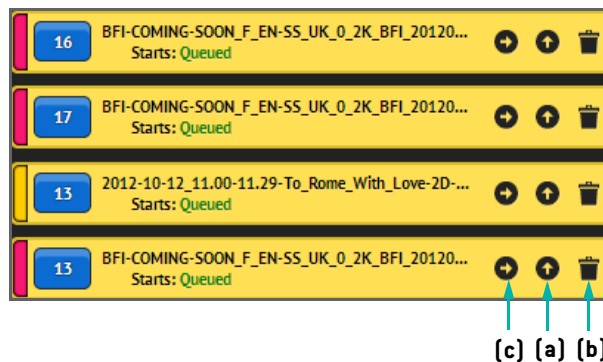 16
BFI-COMING-SOON_F_EN-SS_UK_0_2K_BFI_20120...
Starts: Queued
17
BFI-COMING-SOON_F_EN-SS_UK_0_2K_BFI_20120...
Starts: Queued
13
2012-10-12_11.00-11.29-To_Rome_With_Love-2D-...
Starts: Queued
13
BFI-COMING-SOON_F_EN-SS_UK_0_2K_BFI_20120...
Starts: Queued
(c) (a) (b)